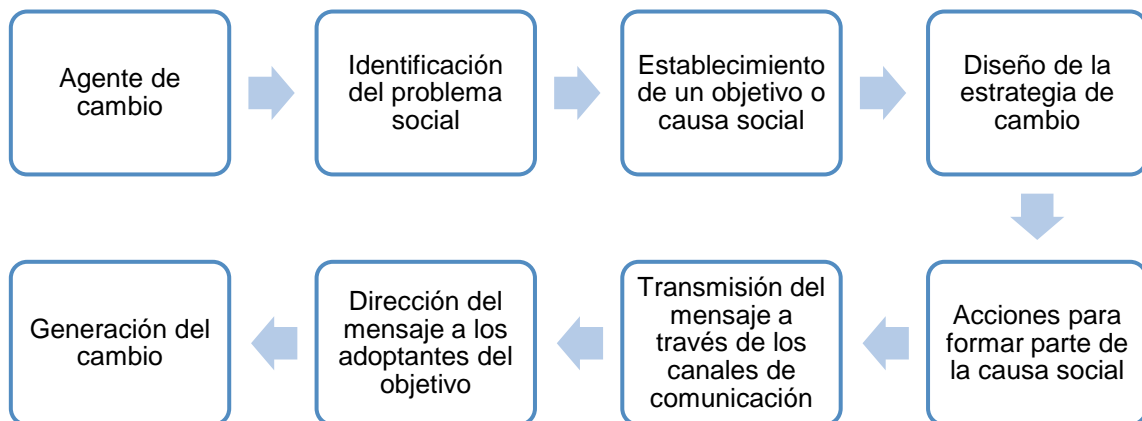 Agente de
cambio
Identificación
del problema
social
Establecimiento
de un objetivo o
causa social
Diseño de la
estrategia de
cambio
Acciones para
formar parte de
la causa social
Transmisión del
mensaje a
través de los
canales de
comunicación
Dirección del
mensaje a los
adoptantes del
objetivo
Generación del
cambio